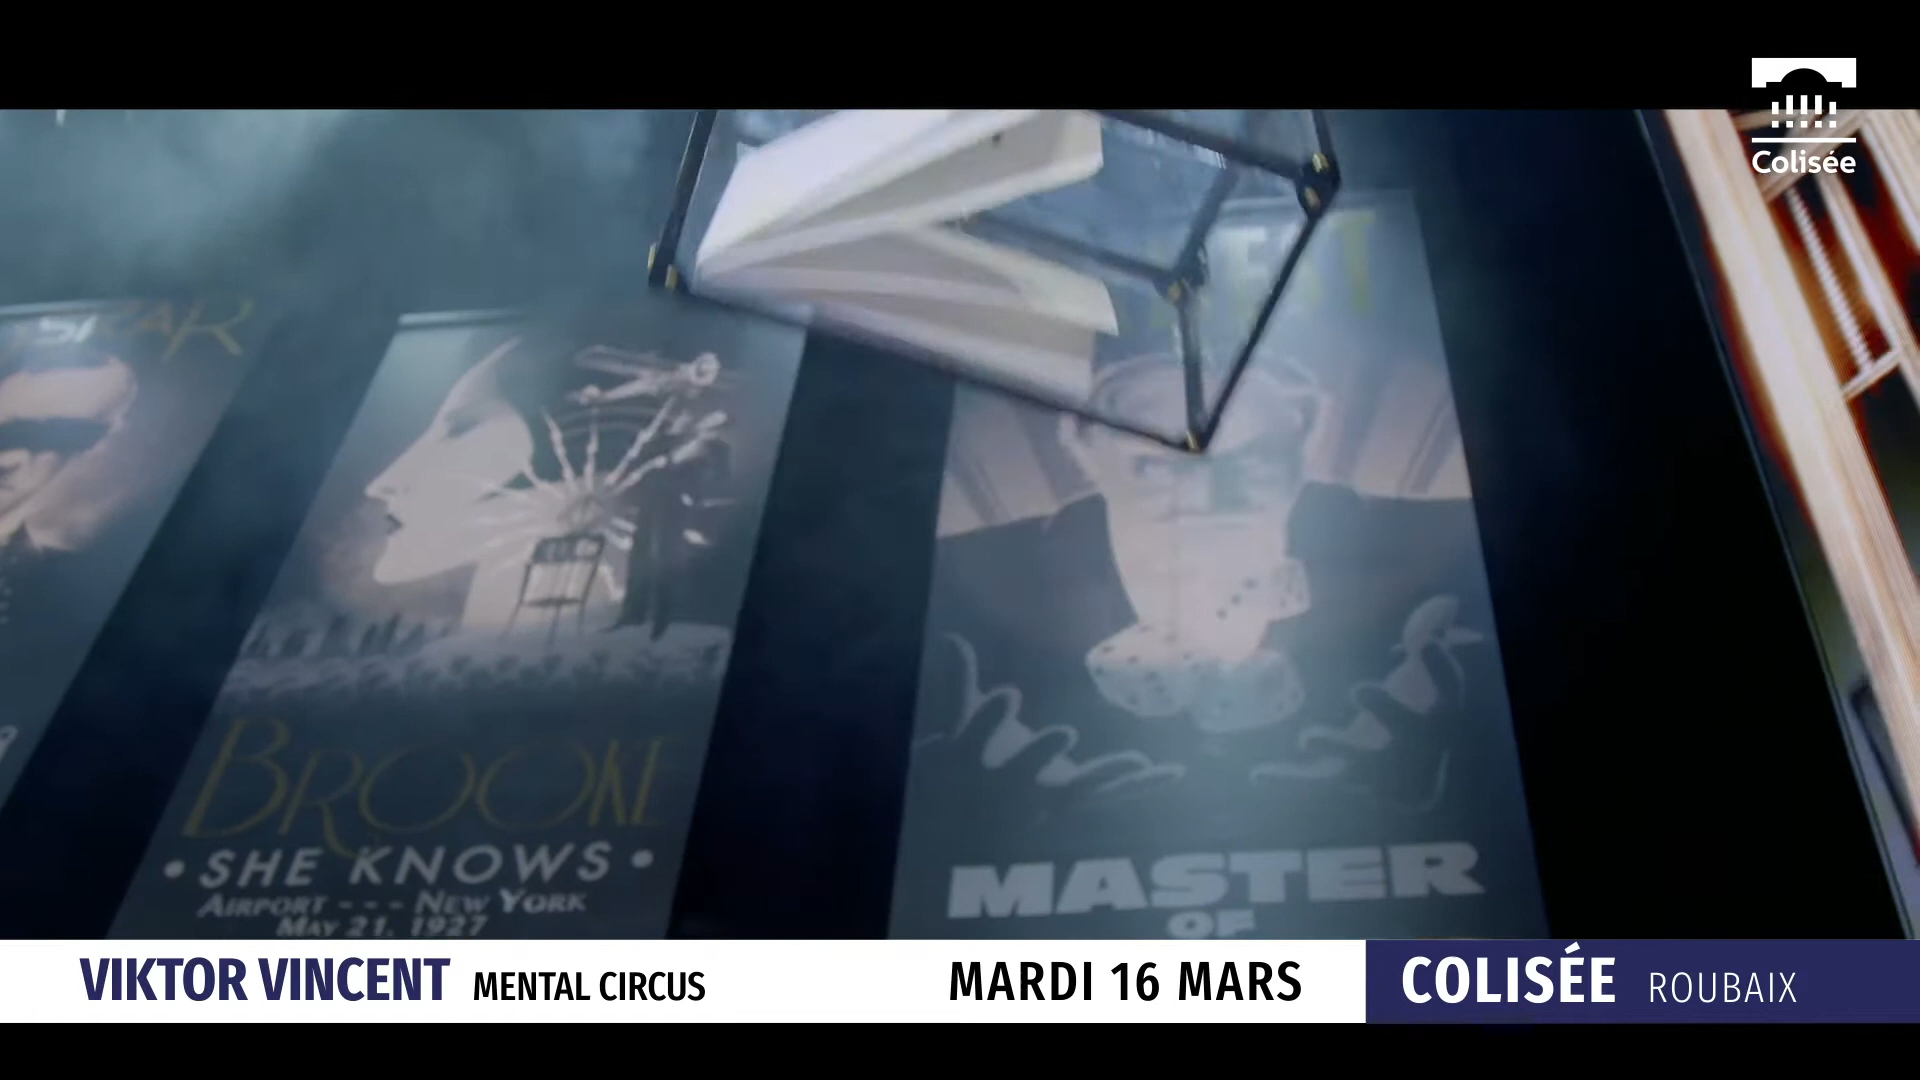 Colisée
BROOKE
• SHE KNOWS •
AIRPORT - - - NEW YORK
MAY 21, 1927
MASTER
OF
VIKTOR VINCENT MENTAL CIRCUS
MARDI 16 MARS
COLISÉE ROUBAIX